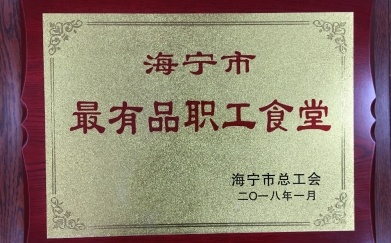 海宁市
最有品职工食堂
海宁市总工会
二〇一八年一月